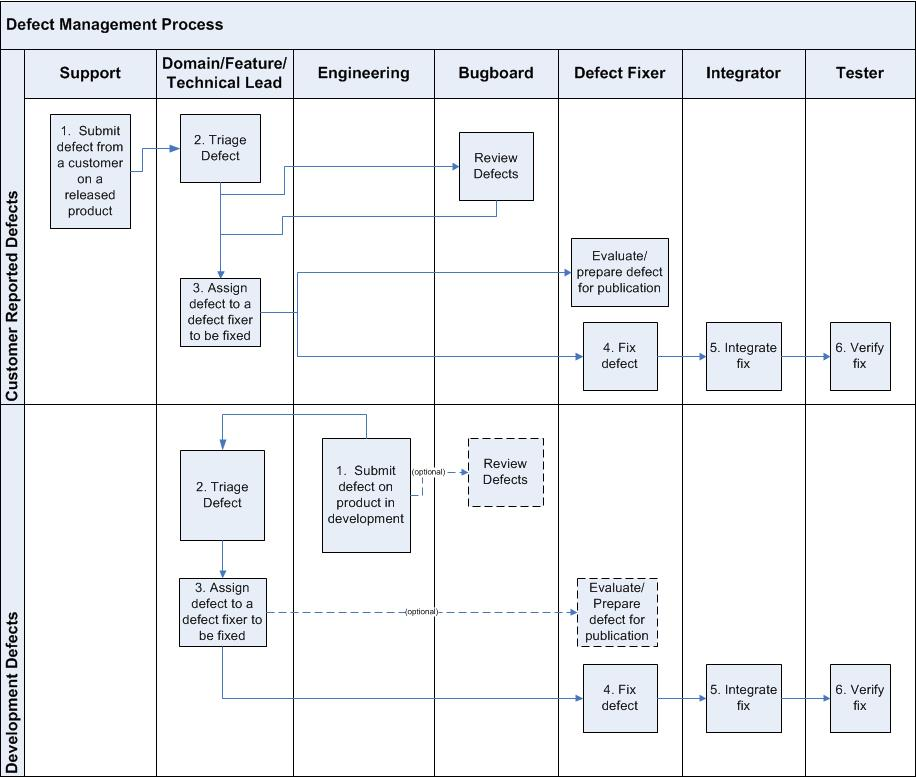 Defect Management Process
Support
Domain/Feature/
Technical Lead
Engineering
Bugboard
Defect Fixer
Integrator
Tester
Customer Reported Defects
1.  Submit
defect from
a customer
on a
released
product
2. Triage
Defect
Review
Defects
Evaluate/
prepare defect
for publication
3. Assign
defect to a
defect fixer
to be fixed
4. Fix
defect
5. Integrate
fix
6. Verify
fix
Development Defects
2. Triage
Defect
1.  Submit
defect on
product in
development
(optional)
Review
Defects
3. Assign
defect to a
defect fixer to
be fixed
(optional)
Evaluate/
Prepare
defect for
publication
4. Fix
defect
5. Integrate
fix
6. Verify
fix